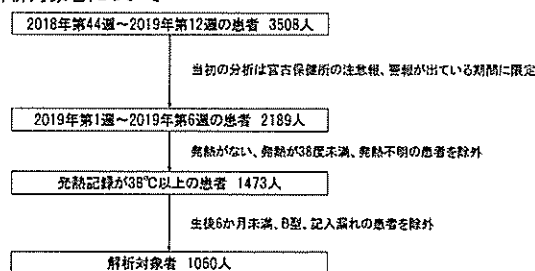 2018年第44週～2019年第12週の患者 3508人
当初の分析は宮古保健所の注意報、警報が出ている期間に限定
2019年第1週～2019年第6週の患者 2189人
発熱がない、発熱が38度未満、発熱不明の患者を除外
発熱記録が38℃以上の患者 1473人
生後6か月未満、B型、記入漏れの患者を除外
解析対象者 1060人